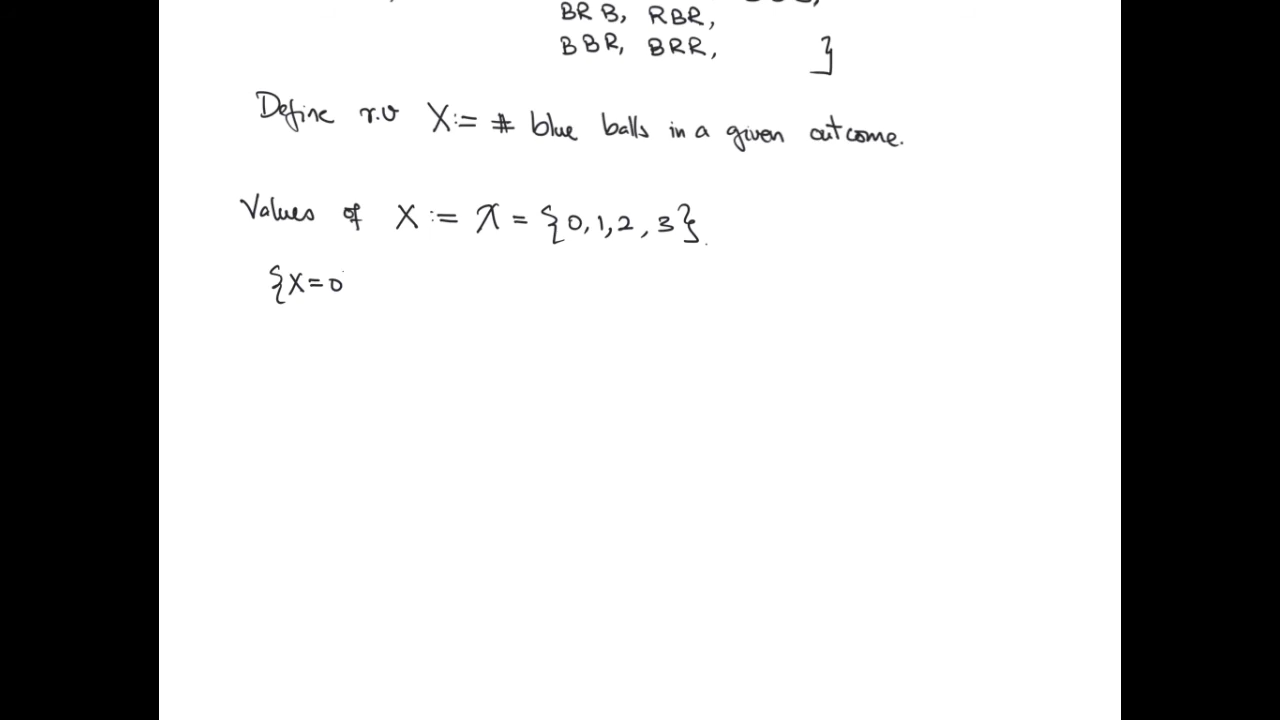 BRB, RBR,
BBR, BRR, }
Define r.v X := # blue balls in a given outcome.
Values of X := 𝒳 = {0, 1, 2, 3}.
{X=0